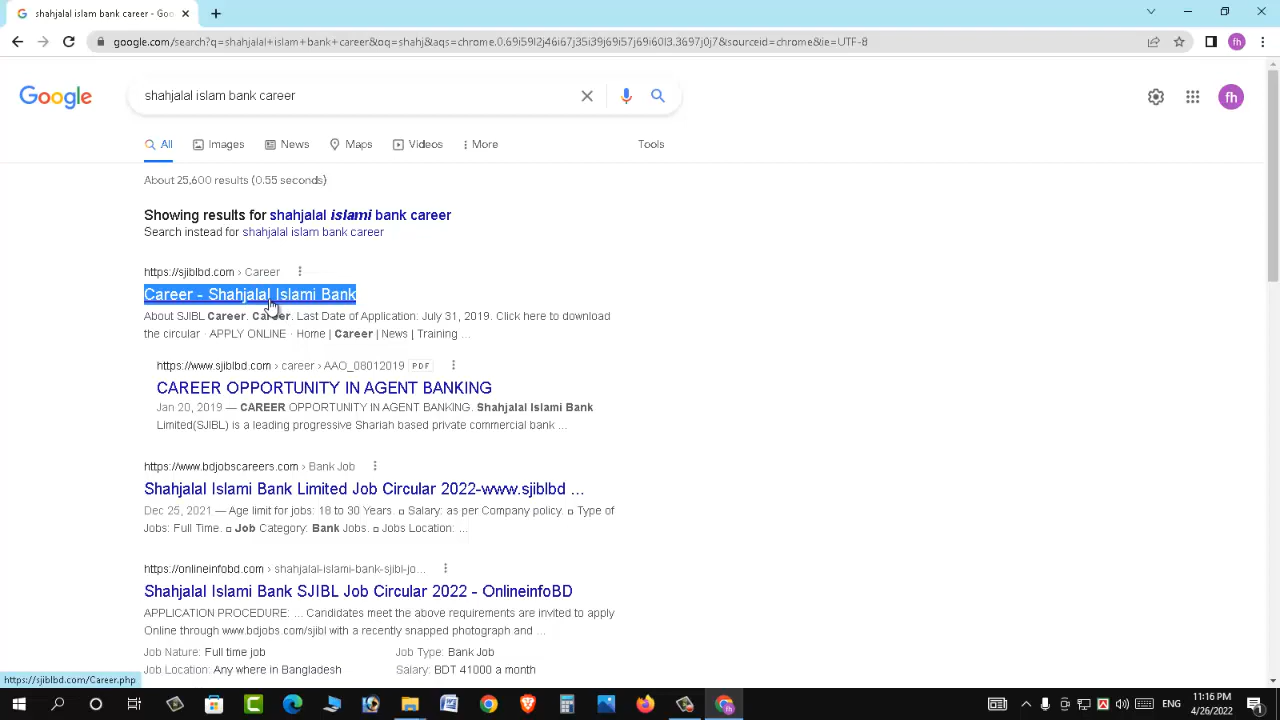 shahjalal islami bank career - Goo
google.com/search?q=shahjalal+islam+bank+career&oq=shahj&aqs=chrome.0.69i59l2j46i67j35i39j69i57j69i60l3.3697j0j7&sourceid=chrome&ie=UTF-8
fh
Google
shahjalal islam bank career
fh
All
Images
News
Maps
Videos
More
Tools
About 25,600 results (0.55 seconds)
Showing results for shahjalal islami bank career
Search instead for shahjalal islam bank career
https://sjiblbd.com › Career
Career - Shahjalal Islami Bank
About SJIBL Career. Career. Last Date of Application: July 31, 2019. Click here to download
the circular · APPLY ONLINE · Home | Career | News | Training ...
https://www.sjiblbd.com › career › AAO_08012019 PDF
CAREER OPPORTUNITY IN AGENT BANKING
Jan 20, 2019 — CAREER OPPORTUNITY IN AGENT BANKING. Shahjalal Islami Bank
Limited(SJIBL) is a leading progressive Shariah based private commercial bank ...
https://www.bdjobscareers.com › Bank Job
Shahjalal Islami Bank Limited Job Circular 2022-www.sjiblbd ...
Dec 25, 2021 — Age limit for jobs: 18 to 30 Years. □ Salary: as per Company policy. □ Type of
Jobs: Full Time. □ Job Category: Bank Jobs. □ Jobs Location: ...
https://onlineinfobd.com › shahjalal-islami-bank-sjibl-jo...
Shahjalal Islami Bank SJIBL Job Circular 2022 - OnlineinfoBD
APPLICATION PROCEDURE: ... Candidates meet the above requirements are invited to apply
Online through www.bdjobs.com/sjibl with a recently snapped photograph and ...
Job Nature: Full time job
Job Type: Bank Job
Job Location: Any where in Bangladesh
Salary: BDT 41000 a month
https://sjiblbd.com/Career.php
ENG
11:16 PM
4/26/2022